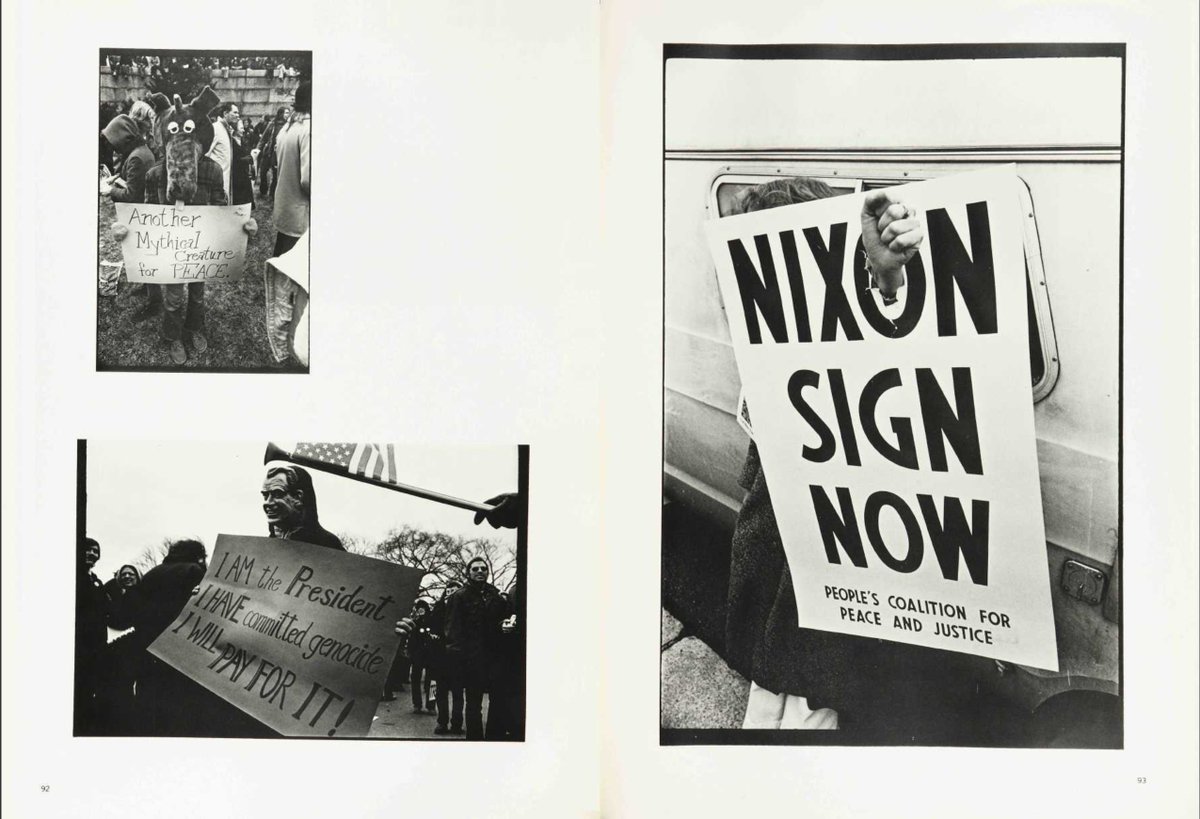 Another
Mythical
Creature
for PEACE.
I AM the President
I HAVE committed genocide
I WILL PAY FOR IT!
92
NIXON
SIGN
NOW
PEOPLE'S COALITION FOR
PEACE AND JUSTICE
93